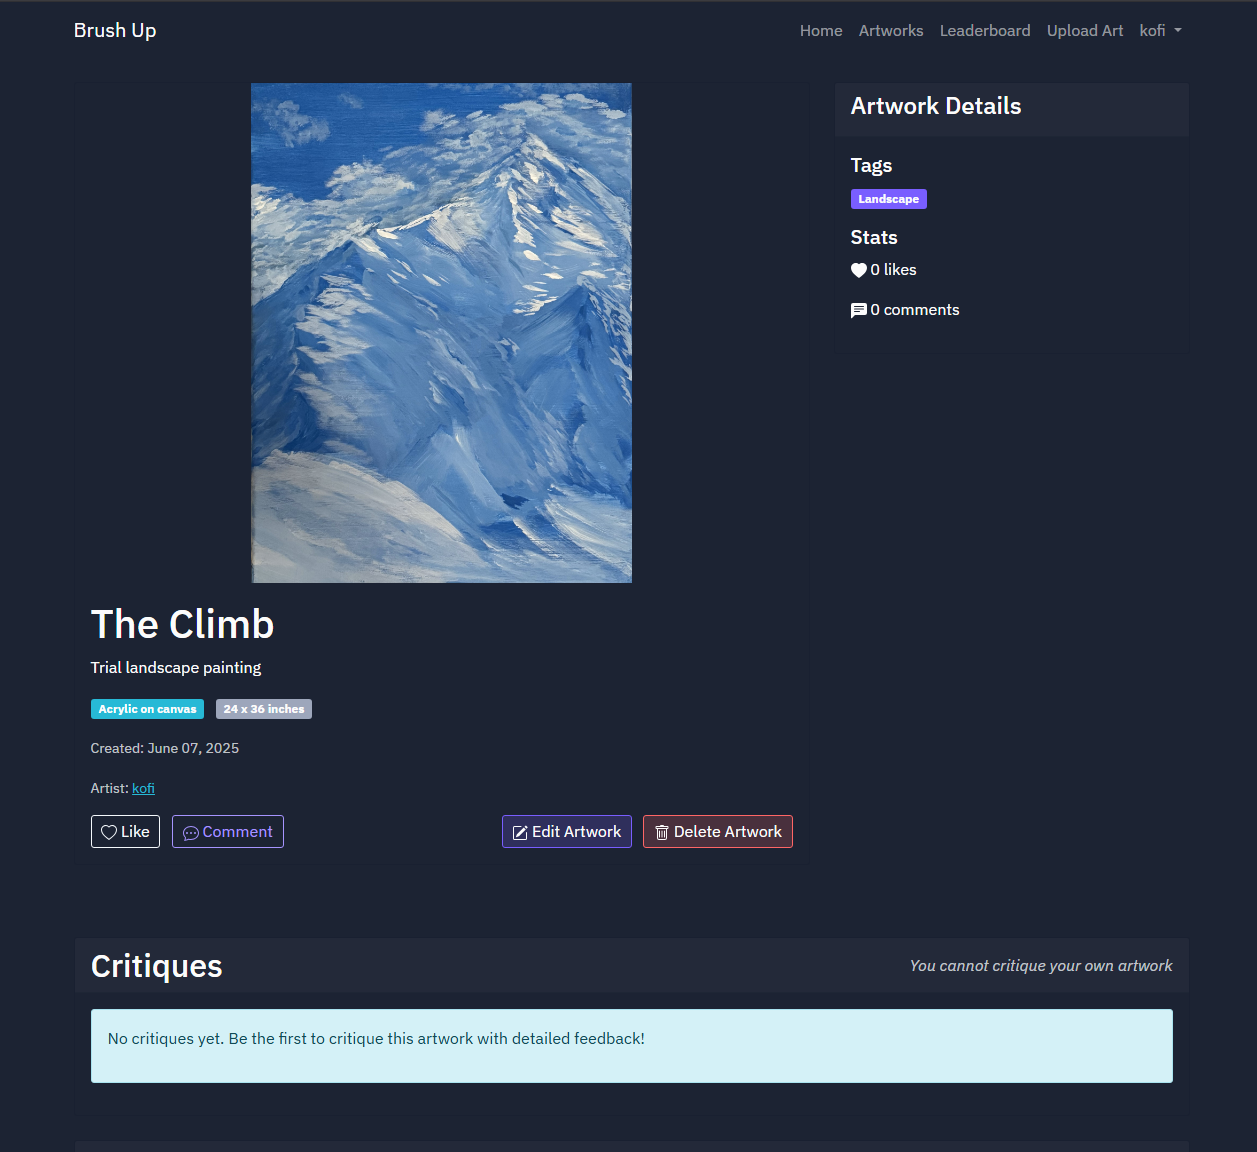 Brush Up
Home Artworks Leaderboard Upload Art kofi
Artwork Details
Tags
Landscape
Stats
0 likes
0 comments
The Climb
Trial landscape painting
Acrylic on canvas 24 x 36 inches
Created: June 07, 2025
Artist: kofi
Like Comment Edit Artwork Delete Artwork
Critiques You cannot critique your own artwork
No critiques yet. Be the first to critique this artwork with detailed feedback!